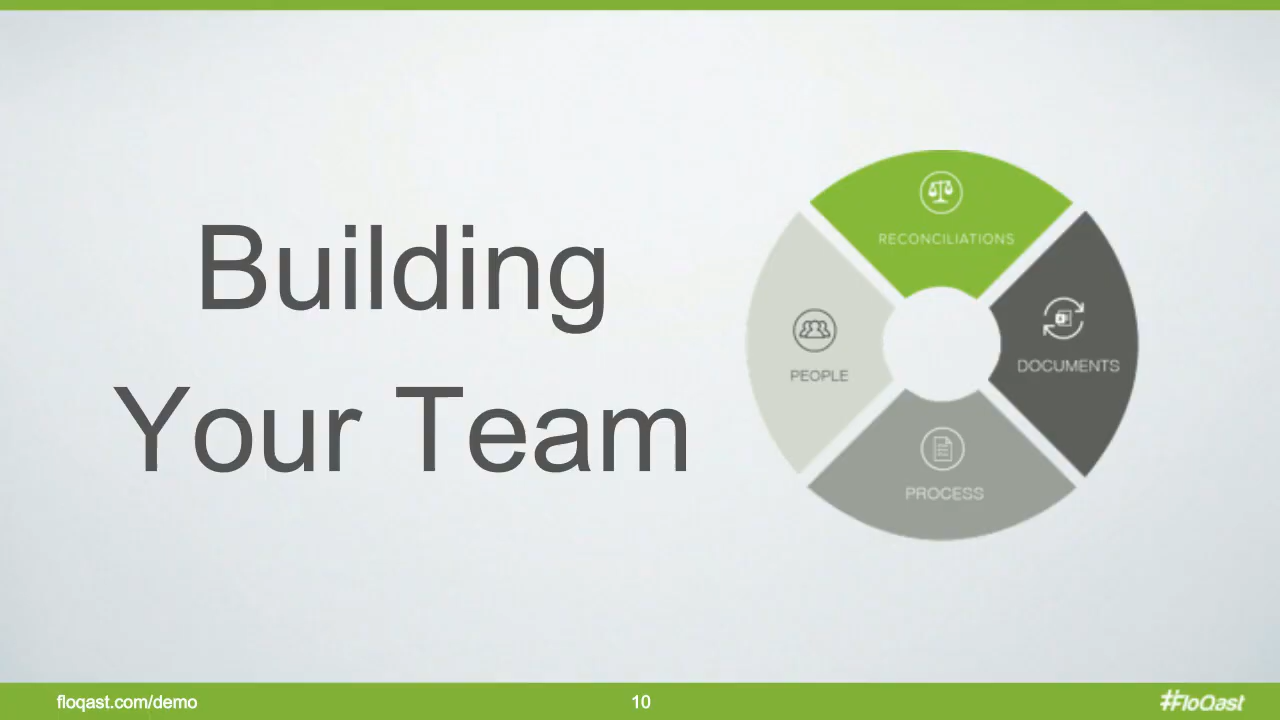 Building
Your Team
RECONCILIATIONS
DOCUMENTS
PEOPLE
PROCESS
floqast.com/demo
10
#FloQast